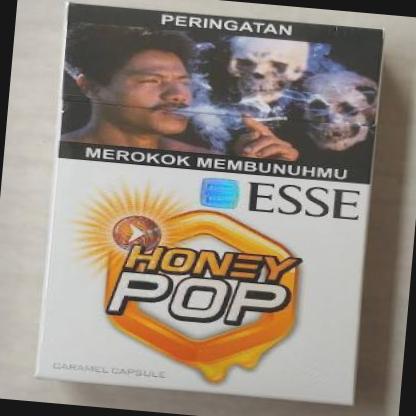 PERINGATAN
MEROKOK MEMBUNUHMU
ESSE
HONEY
POP
CARAMEL CAPSULE